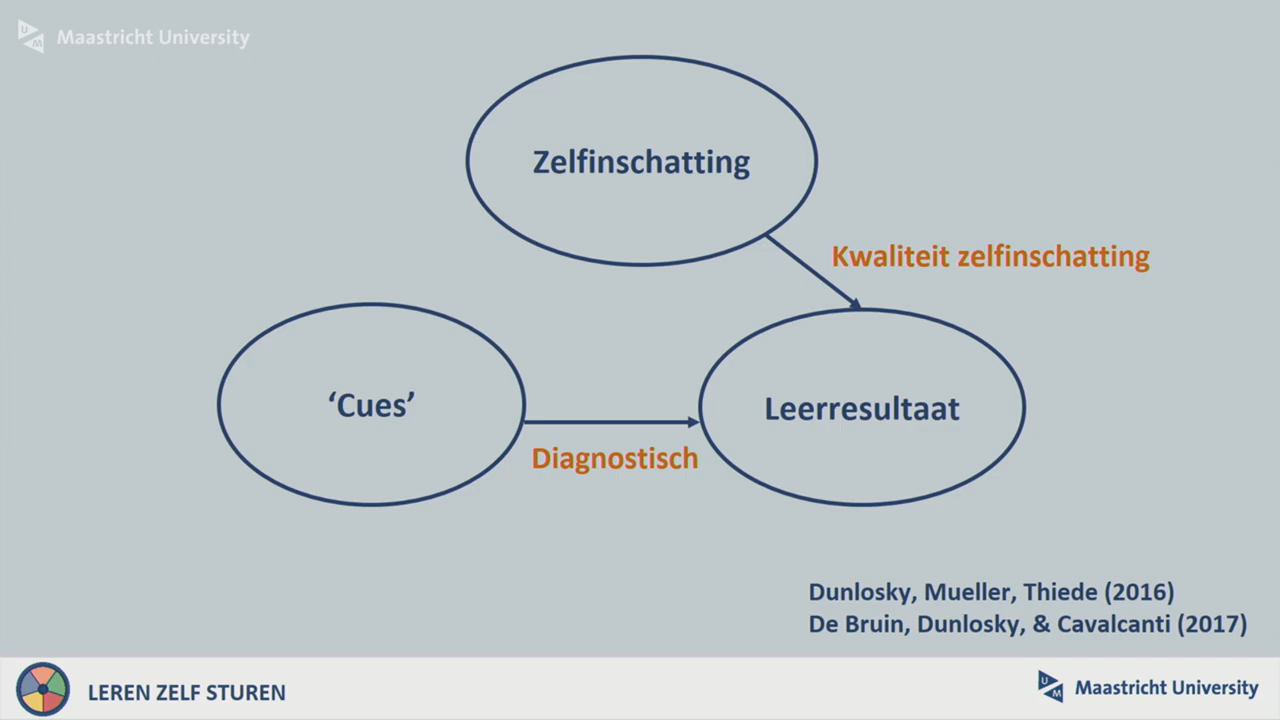 Maastricht University
Zelfinschatting
Kwaliteit zelfinschatting
‘Cues’
Leerresultaat
Diagnostisch
Dunlosky, Mueller, Thiede (2016)
De Bruin, Dunlosky, & Cavalcanti (2017)
LEREN ZELF STUREN
Maastricht University